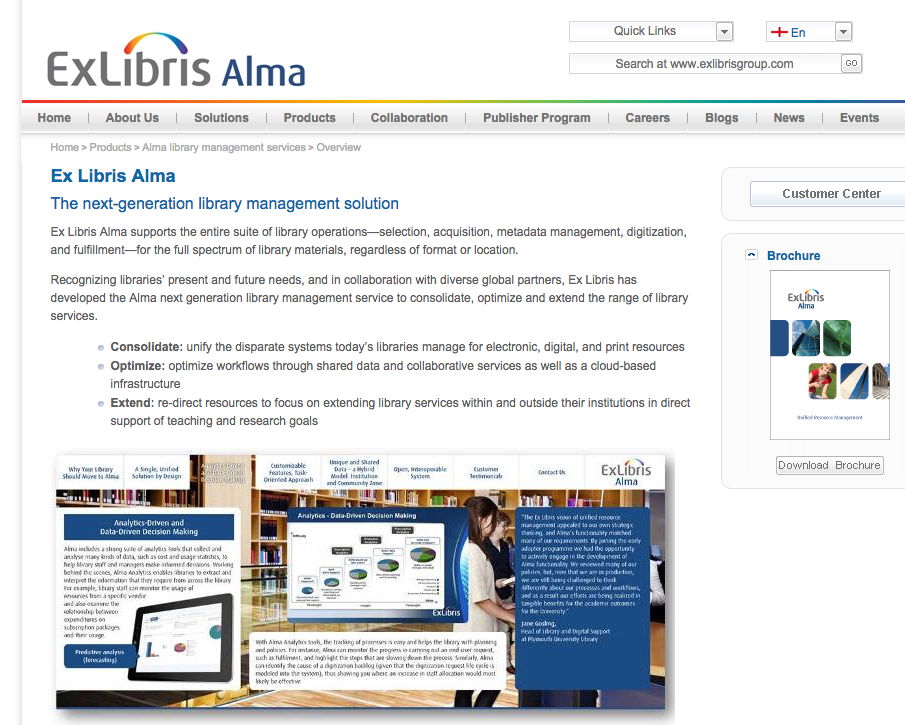 Quick Links
En
ExLibris Alma
Search at www.exlibrisgroup.com
GO
Home
About Us
Solutions
Products
Collaboration
Publisher Program
Careers
Blogs
News
Events
Home > Products > Alma library management services > Overview
Ex Libris Alma
The next-generation library management solution
Ex Libris Alma supports the entire suite of library operations—selection, acquisition, metadata management, digitization,
and fulfillment—for the full spectrum of library materials, regardless of format or location.
Recognizing libraries' present and future needs, and in collaboration with diverse global partners, Ex Libris has
developed the Alma next generation library management service to consolidate, optimize and extend the range of library
services.
Consolidate: unify the disparate systems today's libraries manage for electronic, digital, and print resources
Optimize: optimize workflows through shared data and collaborative services as well as a cloud-based
infrastructure
Extend: re-direct resources to focus on extending library services within and outside their institutions in direct
support of teaching and research goals
Customer Center
Brochure
ExLibris
Alma
Unified Resource Management
Download Brochure
Why Your Library
Should Move to Alma
A Single, Unified
Solution by Design
Analytics-Driven
and Data-Driven
Decision Making
Customizable
Features, Task-
Oriented Approach
Unique and Shared
Data – a Hybrid
Model: Institution
and Community Zone
Open, Interoperable
System
Customer
Testimonials
Contact Us
ExLibris
Alma
Analytics-Driven and
Data-Driven Decision Making
Alma includes a strong suite of analytics tools that collect and
analyse many kinds of data, such as cost and usage statistics, to
help library staff and managers make informed decisions. Working
behind the scenes, Alma Analytics enables libraries to extract and
interpret the information that they require from across the library
For example, library staff can monitor the usage of
resources from a specific vendor
and also examine the
relationship between
expenditures on
subscription packages
and their usage.
Predictive analysis
(forecasting)
Analytics - Data-Driven Decision Making
ExLibris
With Alma Analytics tools, the tracking of processes is easy and helps the library with planning
and policies. For instance, Alma can monitor the progress in carrying out an end user request,
such as fulfilment, and highlight the steps that are slowing down the process. Similarly, Alma
can identify the cause of a digitization backlog (given that the digitization request life cycle is
modeled into the system), thus showing you where an increase in staff allocation would most
likely be effective
"The Ex Libris vision of unified resource
management appealed to our own strategic
thinking, and Alma's functionality matched
many of our requirements. By joining the early
adopter programme we had the opportunity
to actively engage in the development of
Alma functionality. We reviewed many of our
policies, but, now that we are in production,
we are still being challenged to think
differently about our processes and workflows,
and as a result our efforts are being realized in
tangible benefits for the academic outcomes
for the University."
Jane Gosling,
Head of Library and Digital Support
at Plymouth University Library